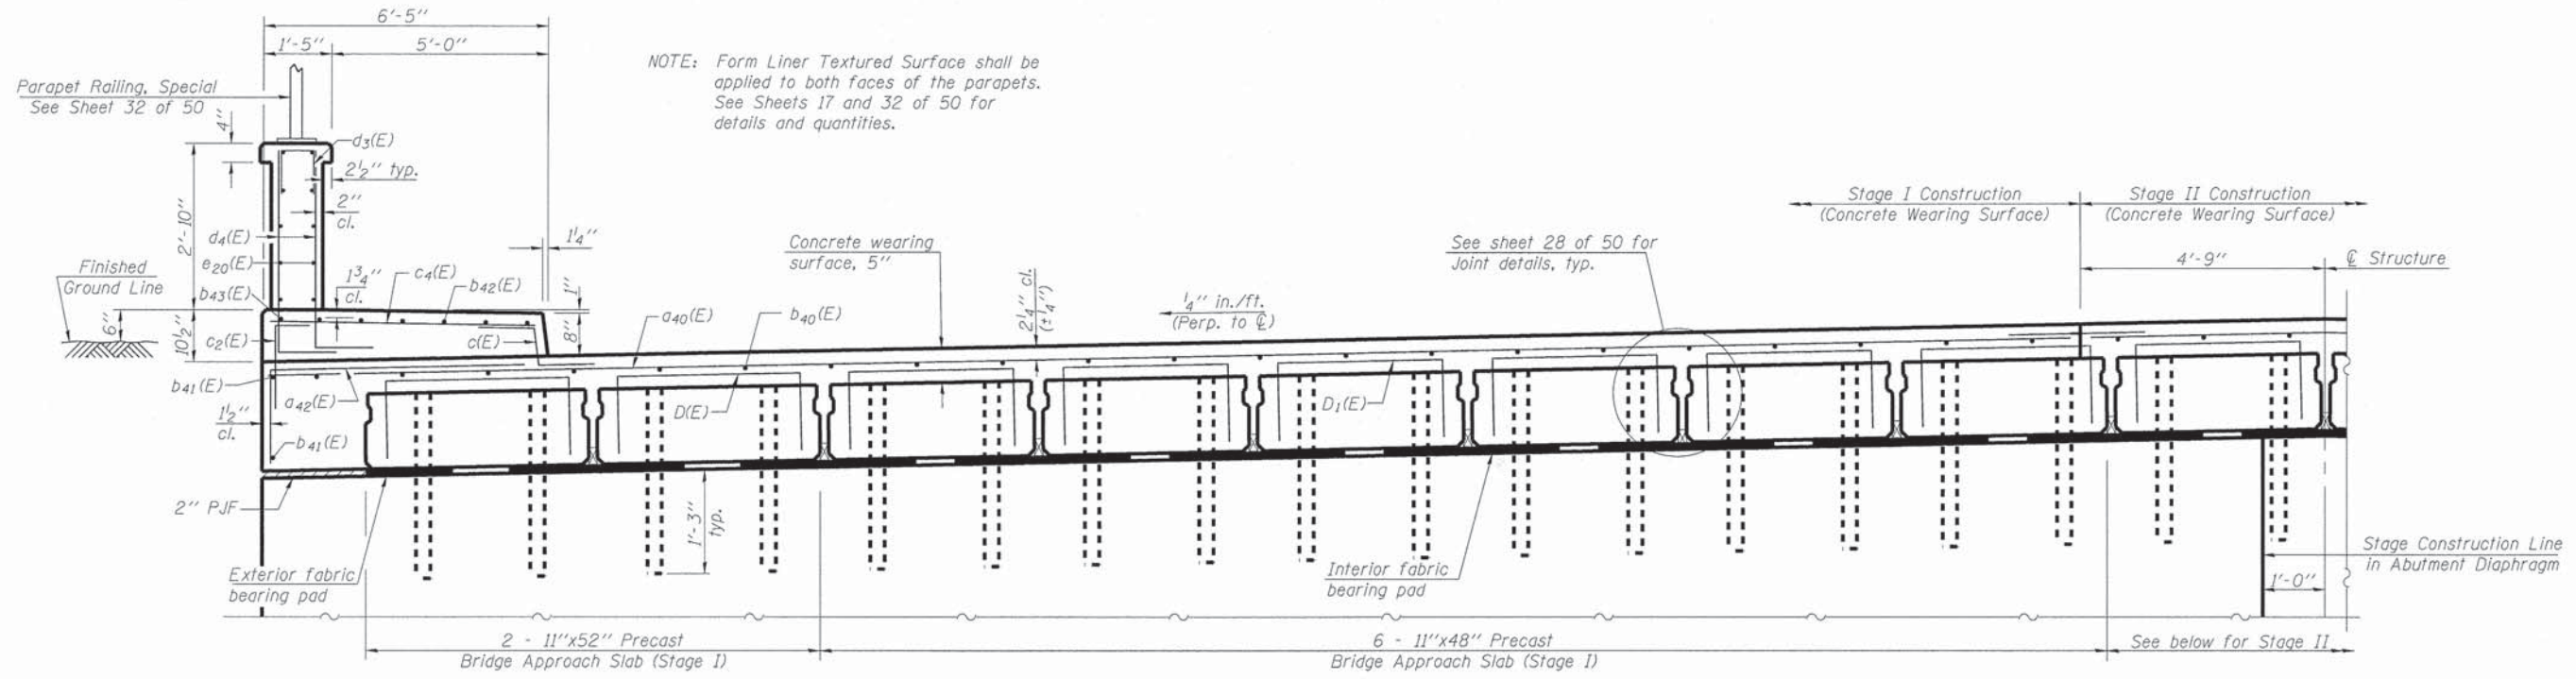 6'-5"
1'-5"
5'-0"
NOTE: Form Liner Textured Surface shall be
applied to both faces of the parapets.
See Sheets 17 and 32 of 50 for
details and quantities.
Parapet Railing, Special
See Sheet 32 of 50
4"
d3(E)
2½" typ.
2"
cl.
2'-10"
d4(E)
e20(E)
1¾"
cl.
c4(E)
b42(E)
b43(E)
1¼"
1"
8"
Finished
Ground Line
6"
10½"
c2(E)
c(E)
b41(E)
a42(E)
1½"
cl.
b41(E)
2" PJF
Exterior fabric
bearing pad
1'-3"
typ.
a40(E)
b40(E)
D(E)
Concrete wearing
surface, 5"
2¼" cl.
(±¼")
¼" in./ft.
(Perp. to ℄)
D1(E)
See sheet 28 of 50 for
Joint details, typ.
Interior fabric
bearing pad
Stage I Construction
(Concrete Wearing Surface)
Stage II Construction
(Concrete Wearing Surface)
4'-9"
℄ Structure
Stage Construction Line
in Abutment Diaphragm
1'-0"
2 - 11"x52" Precast
Bridge Approach Slab (Stage I)
6 - 11"x48" Precast
Bridge Approach Slab (Stage I)
See below for Stage II